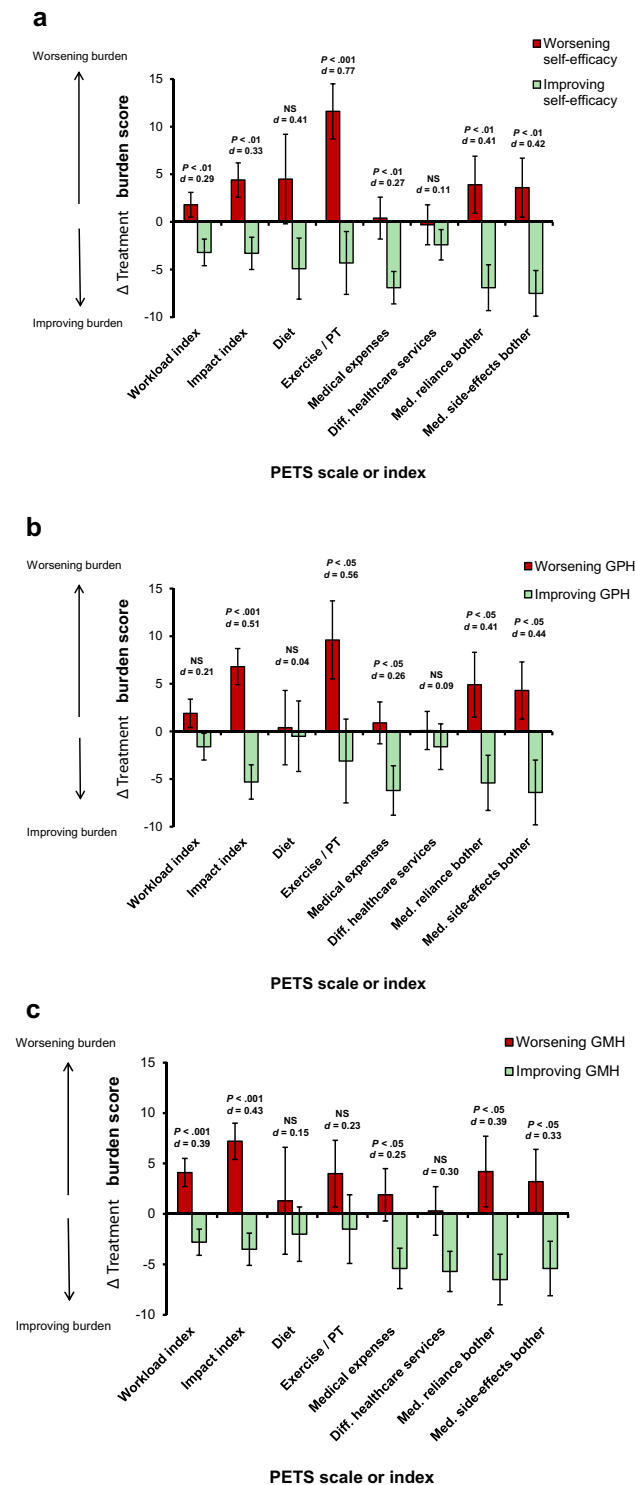 a
Worsening burden
Worsening
self-efficacy
Improving
self-efficacy
15
10
5
0
-5
-10
Δ Treatment burden score
P < .01
d = 0.29
P < .01
d = 0.33
NS
d = 0.41
P < .001
d = 0.77
P < .01
d = 0.27
NS
d = 0.11
P < .01
d = 0.41
P < .01
d = 0.42
Improving burden
Workload index
Impact index
Diet
Exercise / PT
Medical expenses
Diff. healthcare services
Med. reliance bother
Med. side-effects bother
PETS scale or index
b
Worsening burden
Worsening GPH
Improving GPH
15
10
5
0
-5
-10
Δ Treatment burden score
NS
d = 0.21
P < .001
d = 0.51
NS
d = 0.04
P < .05
d = 0.56
P < .05
d = 0.26
NS
d = 0.09
P < .05
d = 0.41
P < .05
d = 0.44
Improving burden
Workload index
Impact index
Diet
Exercise / PT
Medical expenses
Diff. healthcare services
Med. reliance bother
Med. side-effects bother
PETS scale or index
c
Worsening burden
Worsening GMH
Improving GMH
15
10
5
0
-5
-10
Δ Treatment burden score
P < .001
d = 0.39
P < .001
d = 0.43
NS
d = 0.15
NS
d = 0.23
P < .05
d = 0.25
NS
d = 0.30
P < .05
d = 0.39
P < .05
d = 0.33
Improving burden
Workload index
Impact index
Diet
Exercise / PT
Medical expenses
Diff. healthcare services
Med. reliance bother
Med. side-effects bother
PETS scale or index